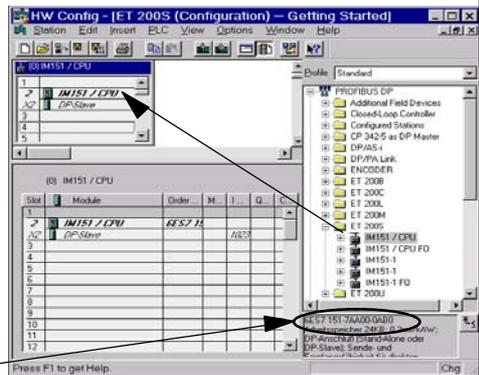 HW Config - [ET 200S (Configuration) — Getting Started]
Station Edit Insert PLC View Options Window Help
(0) IM151 / CPU
1
2 IM151 / CPU
X2 DP-Slave
3
4
5
Profile Standard
PROFIBUS DP
Additional Field Devices
Closed-Loop Controller
Configured Stations
CP 342-5 as DP Master
DP/AS-i
DP/PA Link
ENCODER
ET 200B
ET 200C
ET 200L
ET 200M
ET 200S
IM151 / CPU
IM151 / CPU FO
IM151-1
IM151-1
IM151-1 FO
ET 200U
(0) IM151 / CPU
Slot Module Order ... M... I... Q... C...
1
2 IM151 / CPU 6ES7 15
X2 DP-Slave 1023
3
4
5
6
7
8
9
10
11
12
6ES7 151-7AA00-0AB0
Arbeitsspeicher 24KB;
DP-Anschluß (Stand-Alone oder
DP-Slave); Sende- und
Press F1 to get Help.
Chg